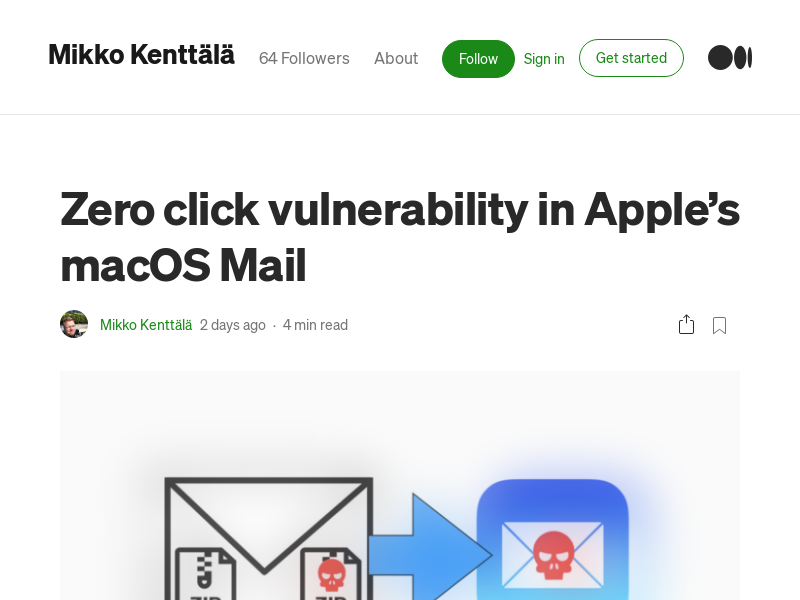 Mikko Kenttälä 64 Followers About Follow Sign in Get started
Zero click vulnerability in Apple’s
macOS Mail
Mikko Kenttälä 2 days ago · 4 min read
ZIP ZIP